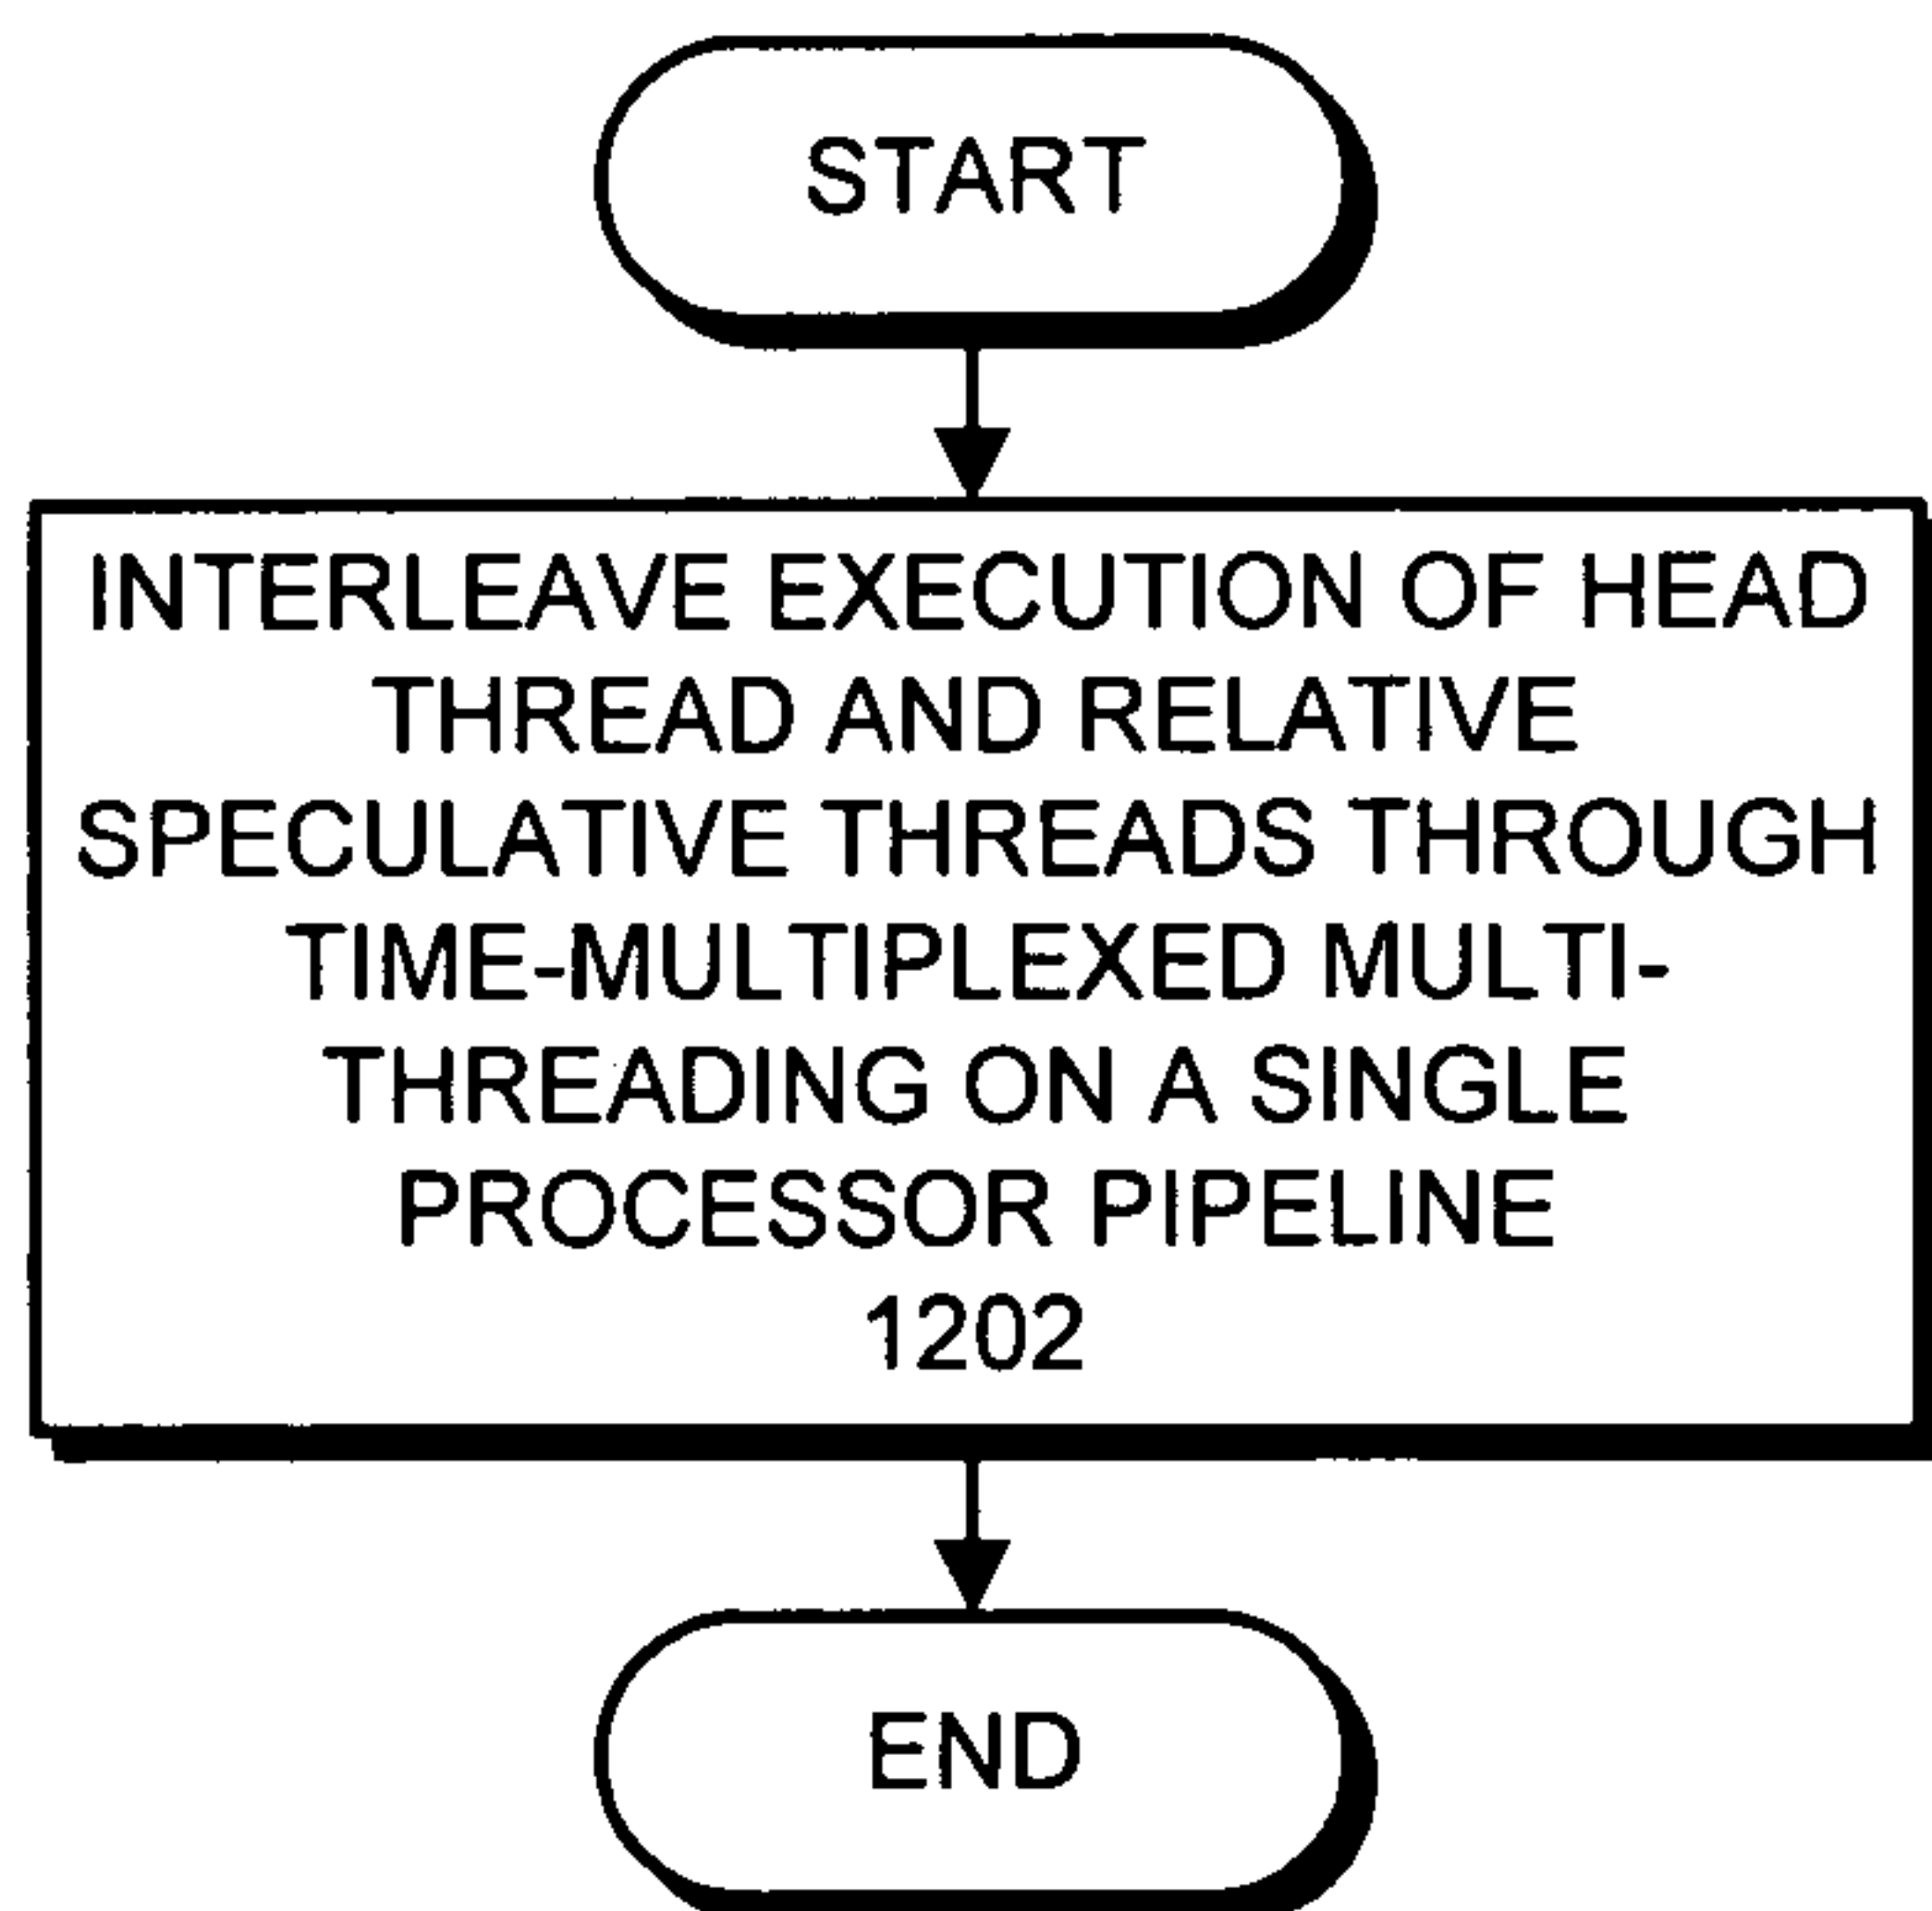 START
INTERLEAVE EXECUTION OF HEAD
THREAD AND RELATIVE
SPECULATIVE THREADS THROUGH
TIME-MULTIPLEXED MULTI-
THREADING ON A SINGLE
PROCESSOR PIPELINE
1202
END